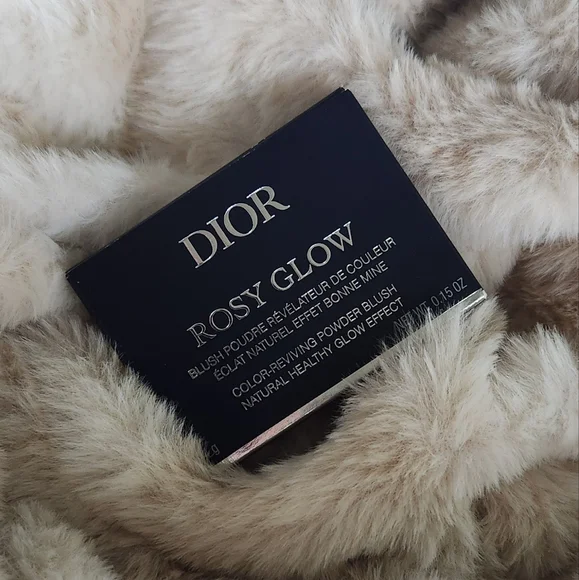 DIOR
ROSY GLOW
BLUSH POUDRE RÉVÉLATEUR DE COULEUR
ÉCLAT NATUREL EFFET BONNE MINE
COLOR-REVIVING POWDER BLUSH
NATURAL HEALTHY GLOW EFFECT
NET WT. 0.15 OZ
g